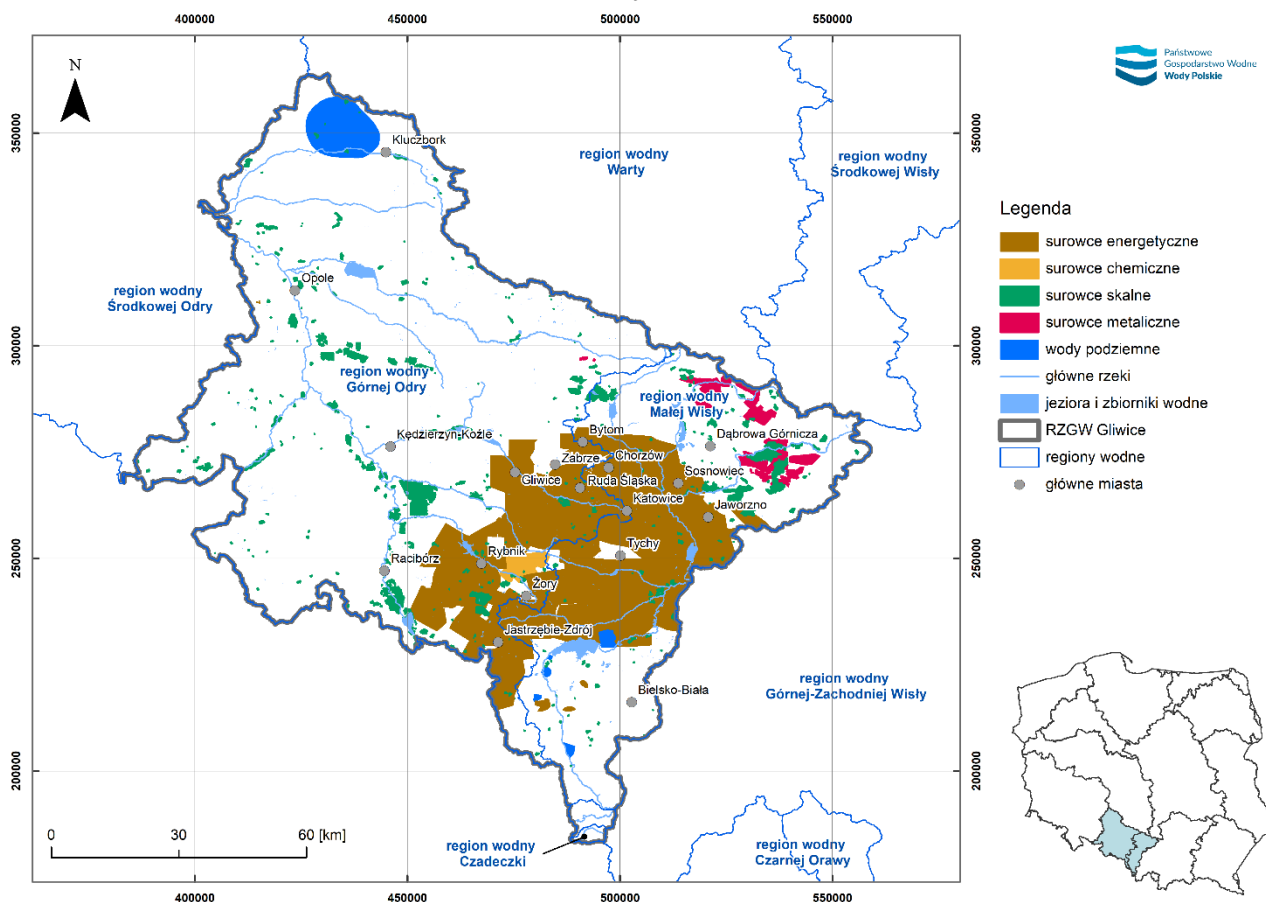 400000
450000
500000
550000
N
Państwowe
Gospodarstwo Wodne
Wody Polskie
350000
350000
Kluczbork
region wodny
Warty
region wodny
Środkowej Wisły
Legenda
surowce energetyczne
surowce chemiczne
surowce skalne
surowce metaliczne
wody podziemne
główne rzeki
jeziora i zbiorniki wodne
RZGW Gliwice
regiony wodne
główne miasta
Opole
region wodny
Środkowej Odry
300000
300000
region wodny
Górnej Odry
region wodny
Małej Wisły
Kędzierzyn-Koźle
Bytom
Dąbrowa Górnicza
Zabrze
Chorzów
Gliwice
Ruda Śląska
Sosnowiec
Katowice
Jaworzno
250000
250000
Racibórz
Rybnik
Tychy
Żory
Jastrzębie-Zdrój
Bielsko-Biała
region wodny
Górnej-Zachodniej Wisły
200000
200000
0
30
60 [km]
region wodny
Czadeczki
region wodny
Czarnej Orawy
400000
450000
500000
550000